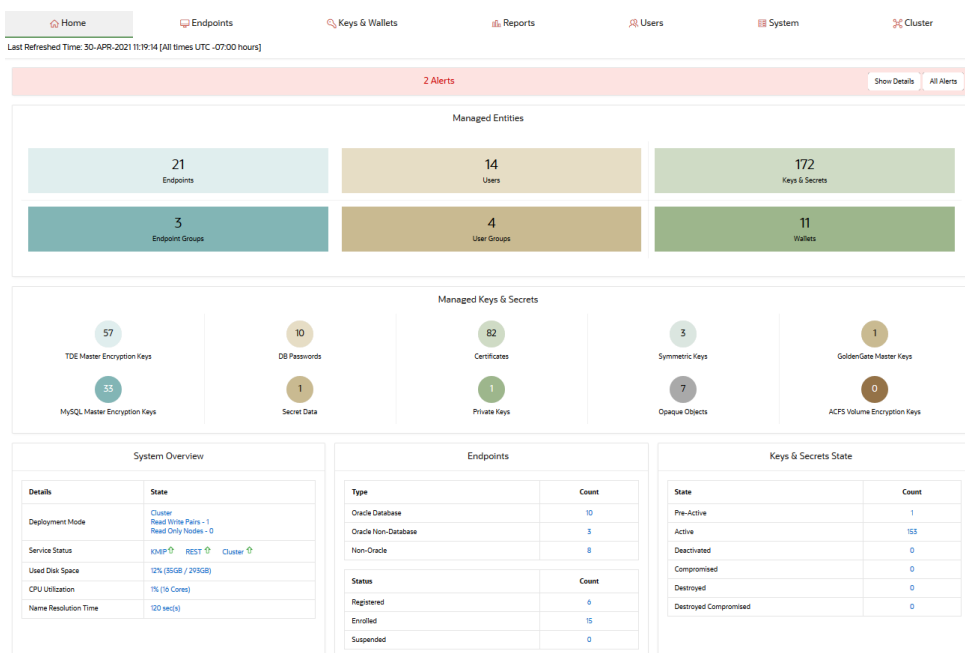 Home Endpoints Keys & Wallets Reports Users System Cluster
Last Refreshed Time: 30-APR-2021 11:19:14 [All times UTC -07:00 hours]
2 Alerts Show Details All Alerts
Managed Entities
21 14 172
Endpoints Users Keys & Secrets
3 4 11
Endpoint Groups User Groups Wallets
Managed Keys & Secrets
57 10 82 3 1
TDE Master Encryption Keys DB Passwords Certificates Symmetric Keys GoldenGate Master Keys
33 1 1 7 0
MySQL Master Encryption Keys Secret Data Private Keys Opaque Objects ACFS Volume Encryption Keys
System Overview
Details State
Deployment Mode
Cluster
Read Write Pairs - 1
Read Only Nodes - 0
Service Status KMIP REST Cluster
Used Disk Space 12% (35GB / 293GB)
CPU Utilization 1% (16 Cores)
Name Resolution Time 120 sec(s)
Endpoints
Type Count
Oracle Database 10
Oracle Non-Database 3
Non-Oracle 8
Status Count
Registered 6
Enrolled 15
Suspended 0
Keys & Secrets State
State Count
Pre-Active 1
Active 153
Deactivated 0
Compromised 0
Destroyed 0
Destroyed Compromised 0